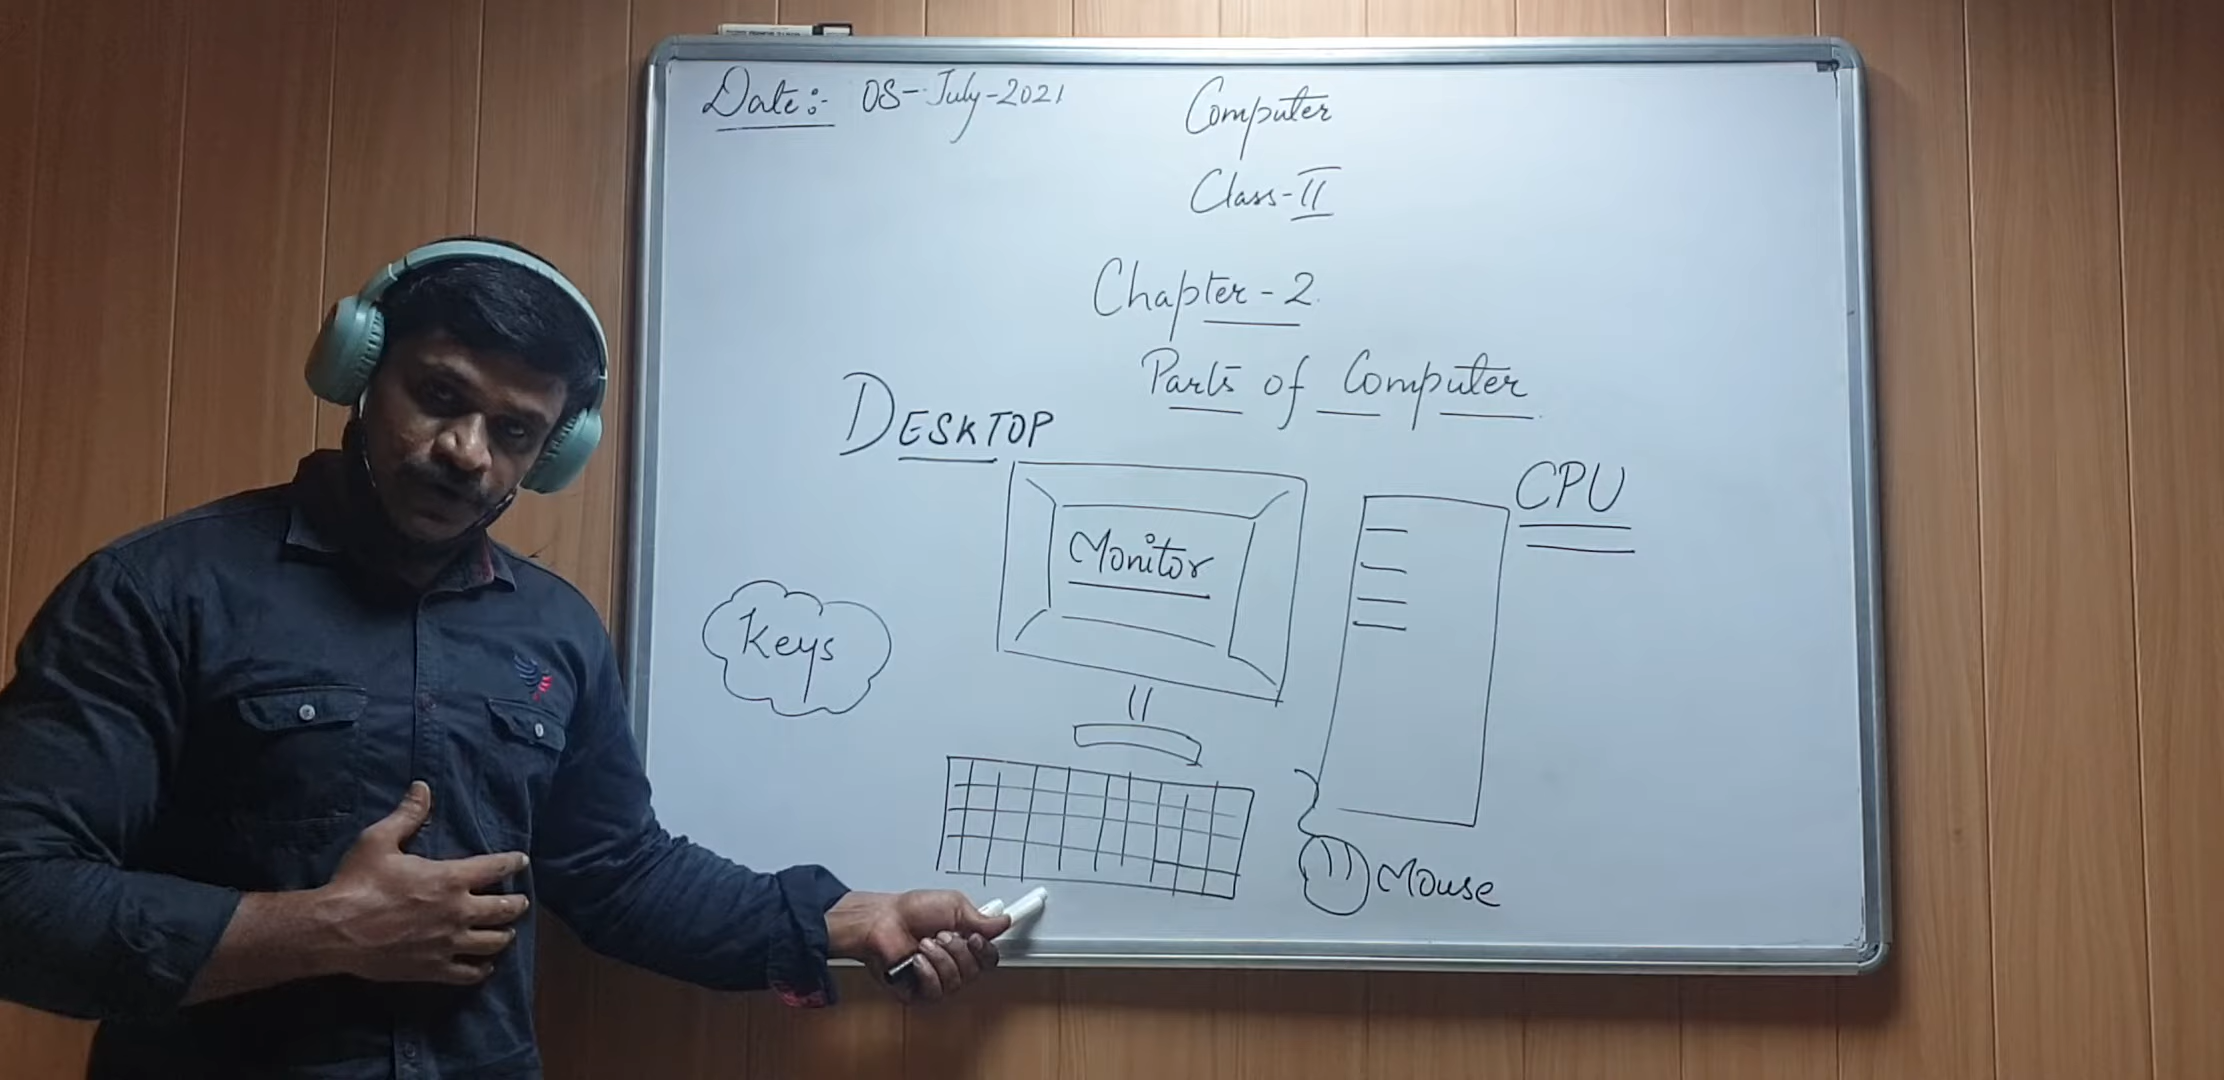 Date:- 08-July-2021
Computer
Class-II
Chapter-2
Parts of Computer
DESKTOP
CPU
Monitor
Keys
Mouse